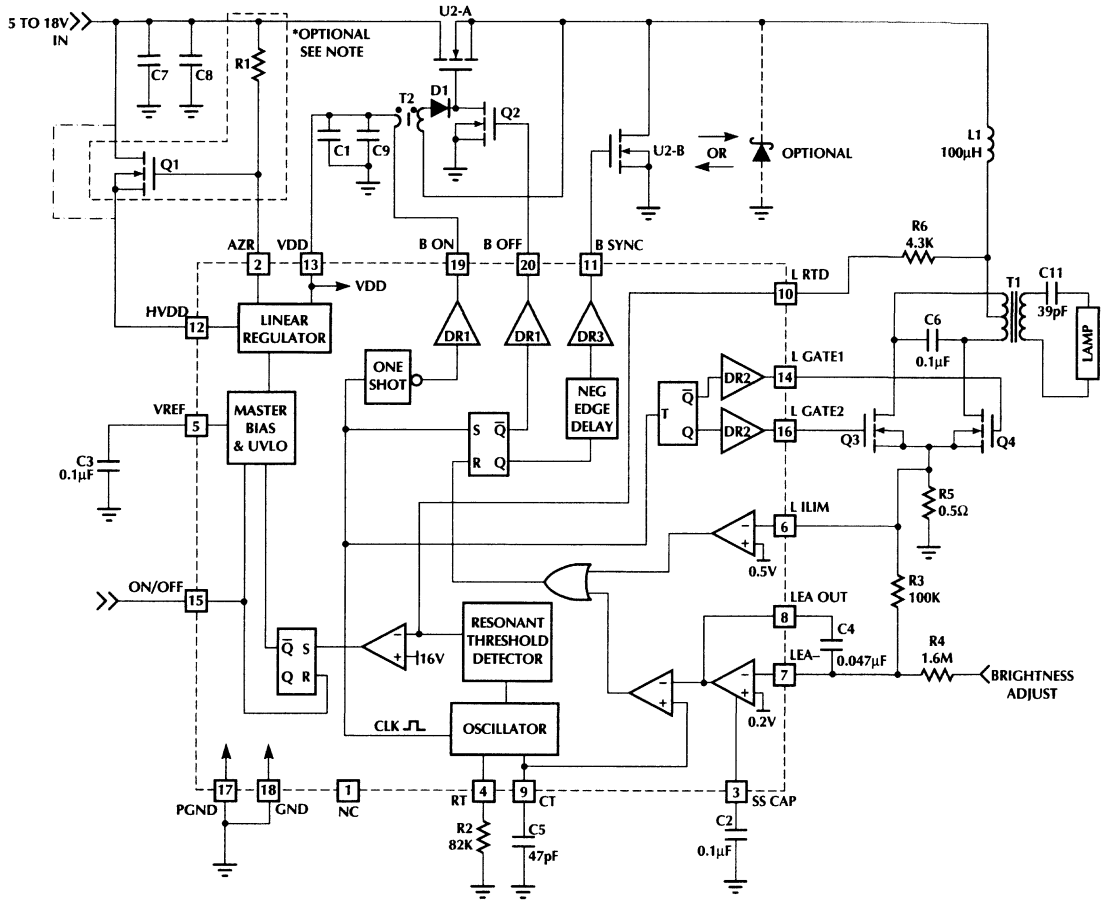 U2-A
5 TO 18V
IN
*OPTIONAL
SEE NOTE
C7
C8
R1
D1
T2
Q2
C1
C9
Q1
U2-B
OR
OPTIONAL
L1
100µH
R6
4.3K
AZR
VDD
B ON
B OFF
B SYNC
2
13
19
20
11
L RTD
10
T1
C11
39pF
LAMP
VDD
HVDD
12
LINEAR
REGULATOR
DR1
DR1
DR3
C6
0.1µF
ONE
SHOT
NEG
EDGE
DELAY
L GATE1
DR2
14
T
Q
Q
L GATE2
DR2
16
Q3
Q4
VREF
5
MASTER
BIAS
& UVLO
S
Q
R
Q
C3
0.1µF
R5
0.5Ω
L ILIM
6
−
+
0.5V
ON/OFF
15
R3
100K
LEA OUT
8
RESONANT
THRESHOLD
DETECTOR
C4
0.047µF
R4
1.6M
Q
S
Q
R
−
+
16V
LEA−
7
−
+
−
+
0.2V
BRIGHTNESS
ADJUST
CLK
OSCILLATOR
17
18
1
4
9
3
PGND
GND
NC
RT
CT
SS CAP
R2
82K
C5
47pF
C2
0.1µF